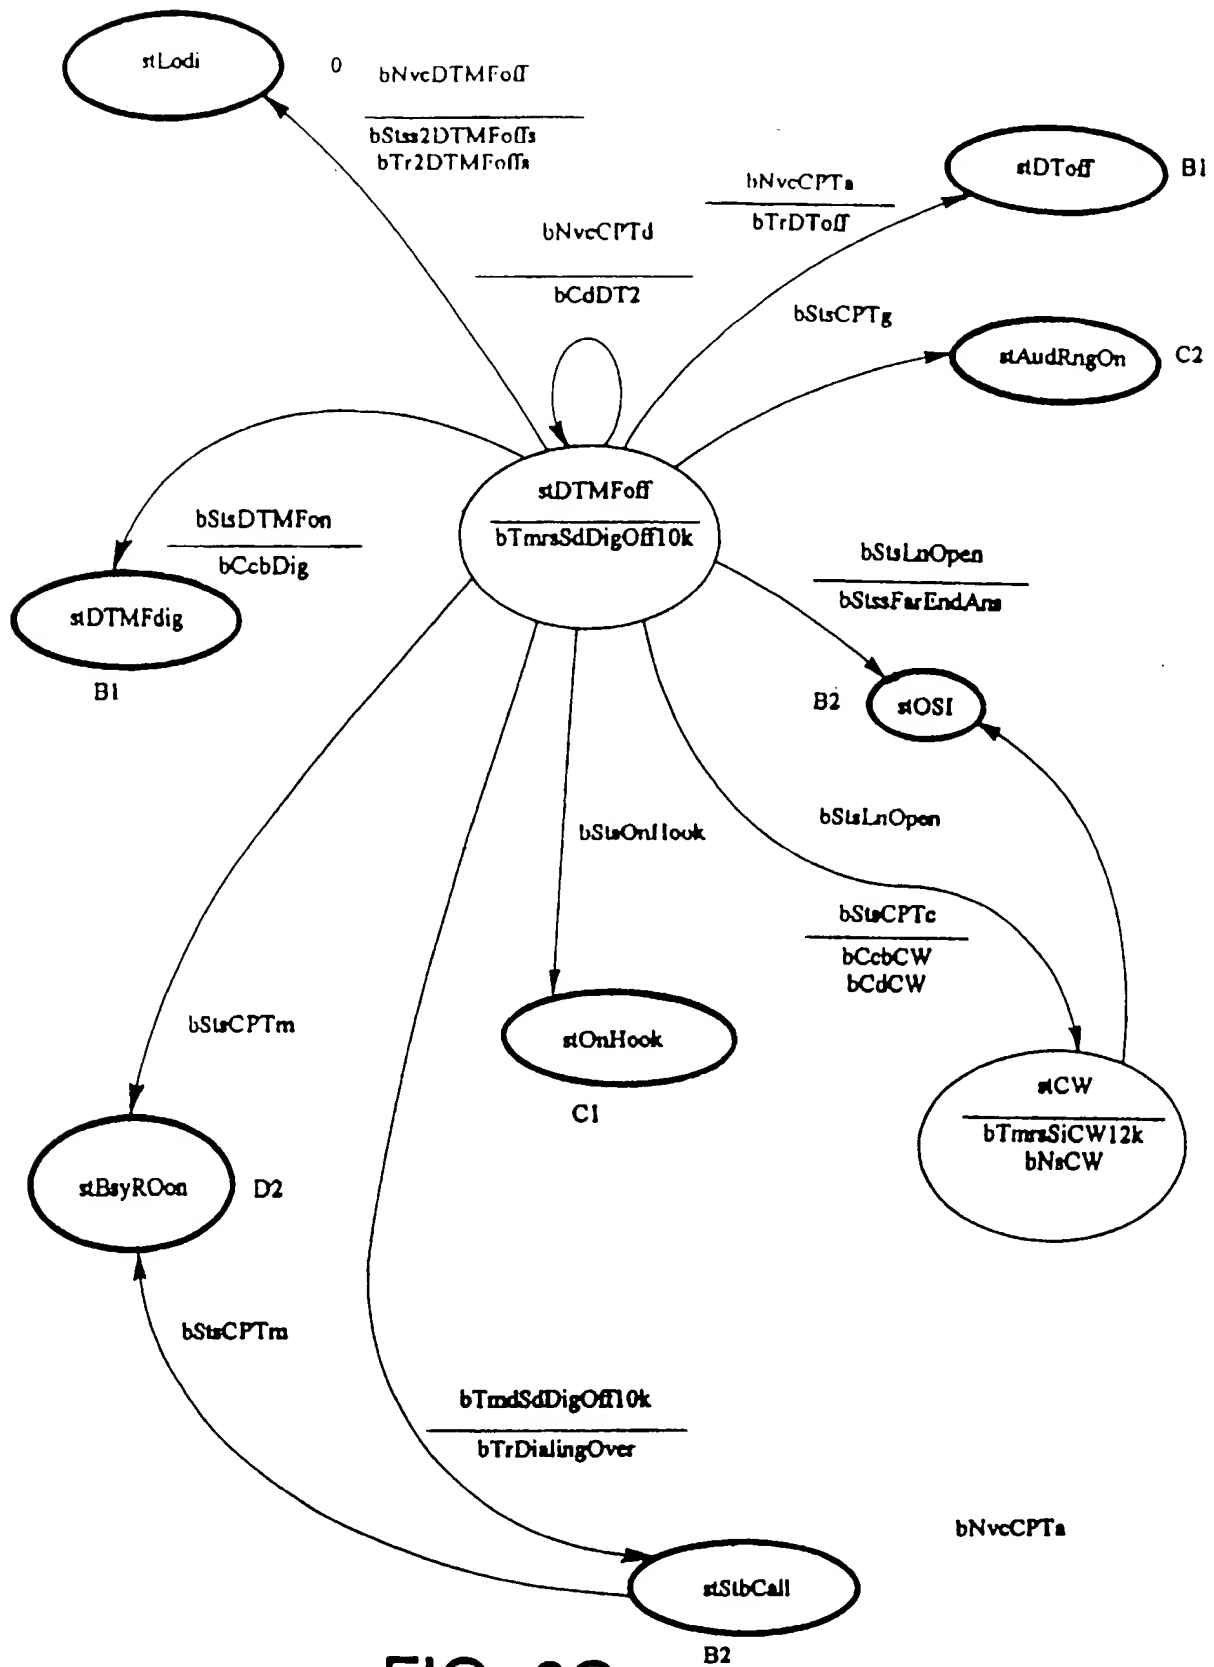 stLodi
0
bNvcDTMFoff
bStss2DTMFoffs
bTr2DTMFoffs
stDToff
B1
bNvcCPTa
bTrDToff
bNvcCPTd
bCdDT2
bStsCPTg
stAudRngOn
C2
stDTMFoff
bTmrsSdDigOff10k
bStsDTMFon
bCcbDig
stDTMFdig
B1
bStsLnOpen
bStssFarEndAns
B2
stOSI
bStsLnOpen
bStsOnHook
bStsCPTc
bCcbCW
bCdCW
bStsCPTm
stOnHook
C1
stCW
bTmrsSiCW12k
bNsCW
stBsyROon
D2
bStsCPTm
bTmdSdDigOff10k
bTrDialingOver
bNvcCPTa
stStbCall
B2